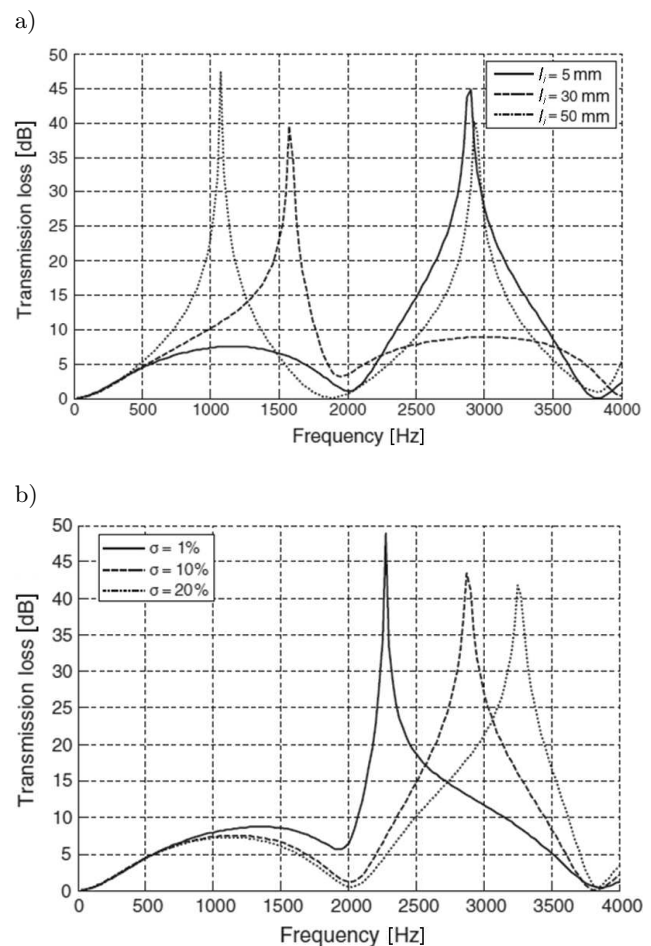 a)
50
45
40
35
30
25
20
15
10
5
0
Transmission loss [dB]
l_j = 5 mm
l_j = 30 mm
l_j = 50 mm
0 500 1000 1500 2000 2500 3000 3500 4000
Frequency [Hz]
b)
50
45
40
35
30
25
20
15
10
5
0
Transmission loss [dB]
σ = 1%
σ = 10%
σ = 20%
0 500 1000 1500 2000 2500 3000 3500 4000
Frequency [Hz]